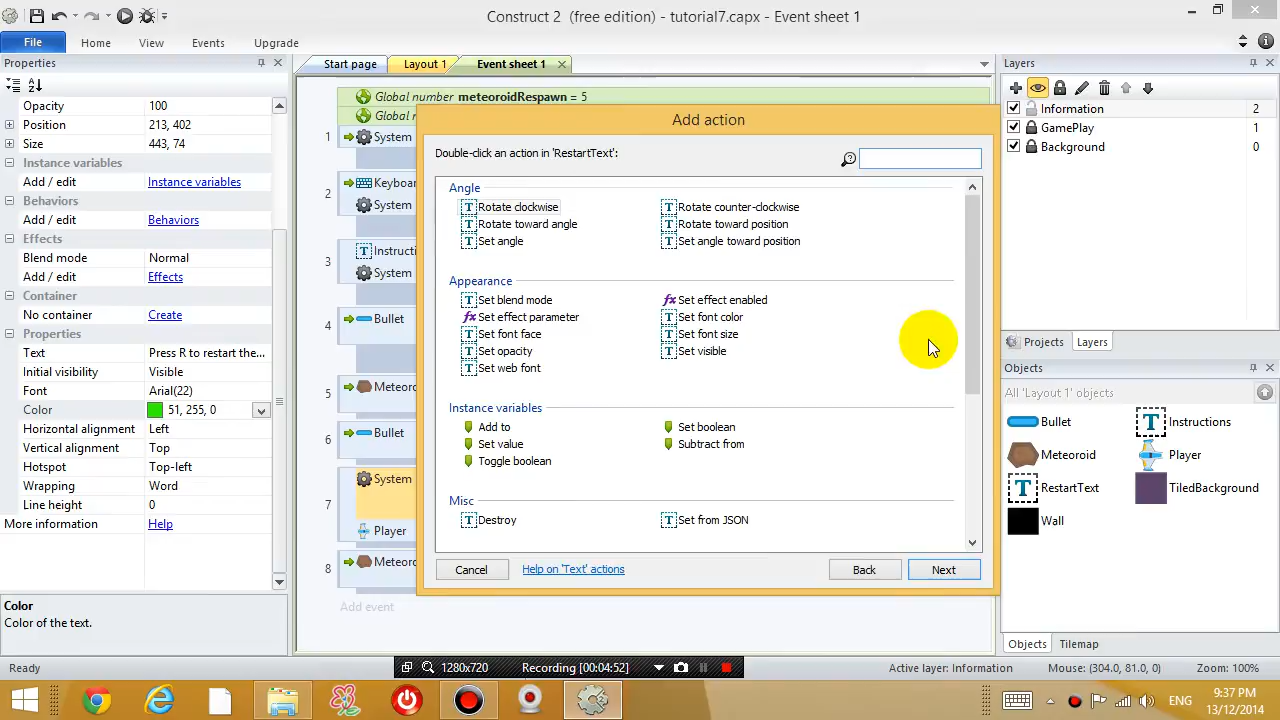 Construct 2  (free edition) - tutorial7.capx - Event sheet 1
File Home View Events Upgrade
Properties
Opacity 100
Position 213, 402
Size 443, 74
Instance variables
Add / edit Instance variables
Behaviors
Add / edit Behaviors
Effects
Blend mode Normal
Add / edit Effects
Container
No container Create
Properties
Text Press R to restart the...
Initial visibility Visible
Font Arial(22)
Color 51, 255, 0
Horizontal alignment Left
Vertical alignment Top
Hotspot Top-left
Wrapping Word
Line height 0
More information Help
Color
Color of the text.
Start page Layout 1 Event sheet 1
Global number meteoroidRespawn = 5
Global n
1 System
2 Keyboar
System
3 Instructi
System
4 Bullet
5 Meteoro
6 Bullet
7 System
Player
8 Meteoro
Add event
Add action
Double-click an action in 'RestartText':
Angle
Rotate clockwise Rotate counter-clockwise
Rotate toward angle Rotate toward position
Set angle Set angle toward position
Appearance
Set blend mode Set effect enabled
Set effect parameter Set font color
Set font face Set font size
Set opacity Set visible
Set web font
Instance variables
Add to Set boolean
Set value Subtract from
Toggle boolean
Misc
Destroy Set from JSON
Cancel Help on 'Text' actions Back Next
Layers
Information 2
GamePlay 1
Background 0
Projects Layers
Objects
All 'Layout 1' objects
Bullet Instructions
Meteoroid Player
RestartText TiledBackground
Wall
Objects Tilemap
1280x720 Recording [00:04:52]
Ready Active layer: Information Mouse: (304.0, 81.0, 0) Zoom: 100%
ENG
9:37 PM
13/12/2014